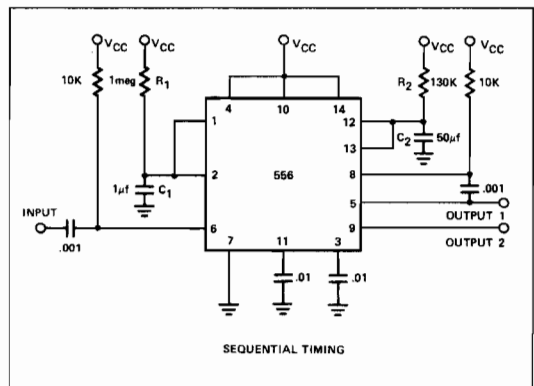 VCC VCC VCC VCC VCC
10K 1meg R1 R2 130K 10K
4 10 14
1 12
C2 50μf
13
2 556 8
1μf C1 .001
5
INPUT OUTPUT 1
6 9
OUTPUT 2
.001
7 11 3
.01 .01
SEQUENTIAL TIMING